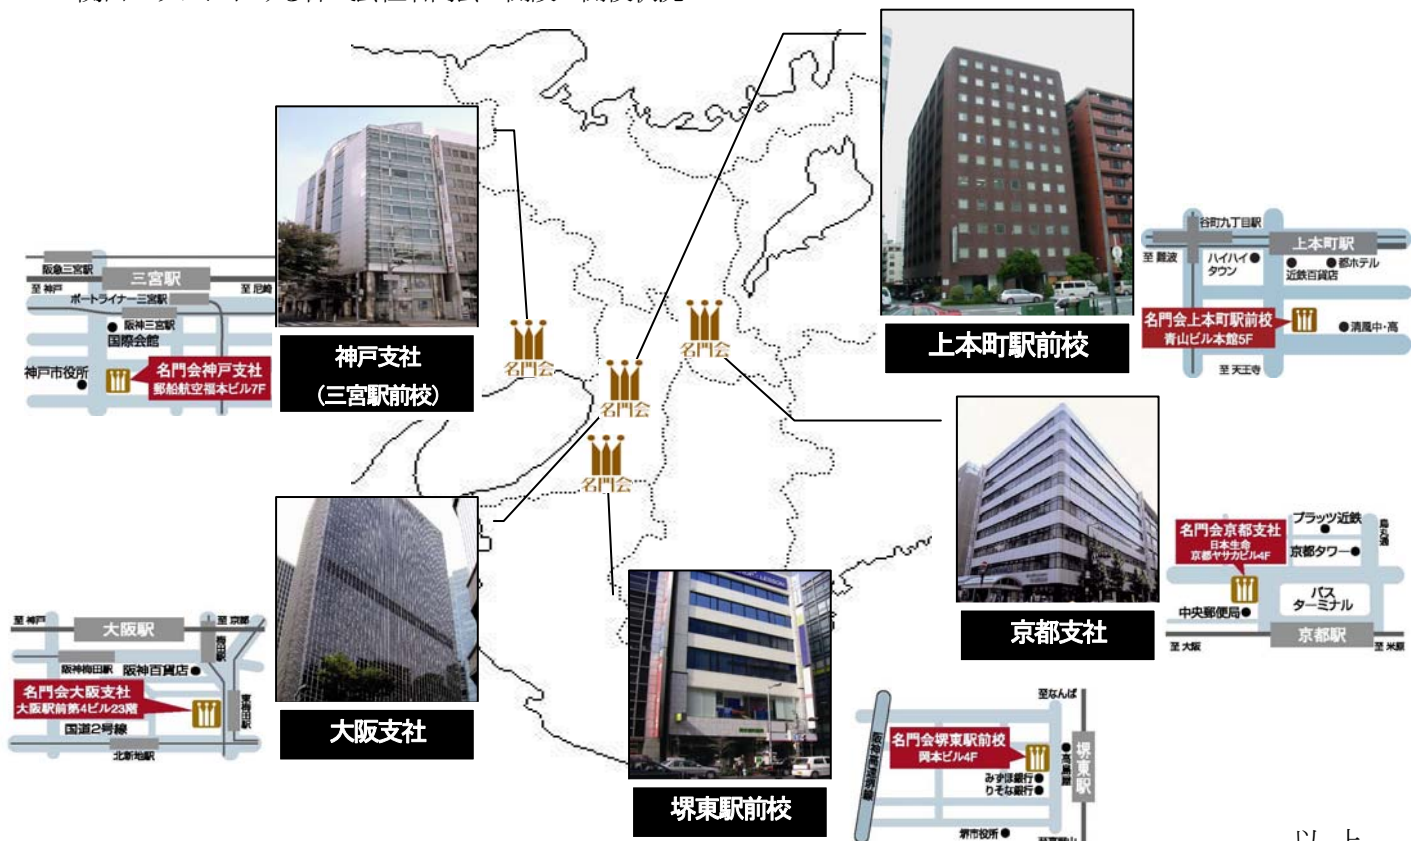 阪急三宮駅
三宮駅
至 神戸
至 尼崎
ポートライナー三宮駅
阪神三宮駅
国際会館
神戸市役所
名門会神戸支社
郵船航空福本ビル7F
神戸支社
(三宮駅前校)
名門会
名門会
名門会
名門会
上本町駅前校
谷町九丁目駅
上本町駅
至 難波
ハイハイ
タウン
近鉄百貨店
都ホテル
名門会上本町駅前校
青山ビル本館5F
清風中・高
至 天王寺
京都支社
名門会京都支社
日本生命
京都ヤサカビル4F
プラッツ近鉄
烏丸通
京都タワー
中央郵便局
バス
ターミナル
京都駅
至 大阪
至 米原
至 神戸
大阪駅
至 京都
梅田駅
阪神梅田駅
阪神百貨店
名門会大阪支社
大阪駅前第4ビル23階
東梅田駅
国道2号線
北新地駅
大阪支社
堺東駅前校
至なんば
名門会堺東駅前校
岡本ビル4F
高島屋
堺東駅
みずほ銀行
りそな銀行
堺市役所
以 上